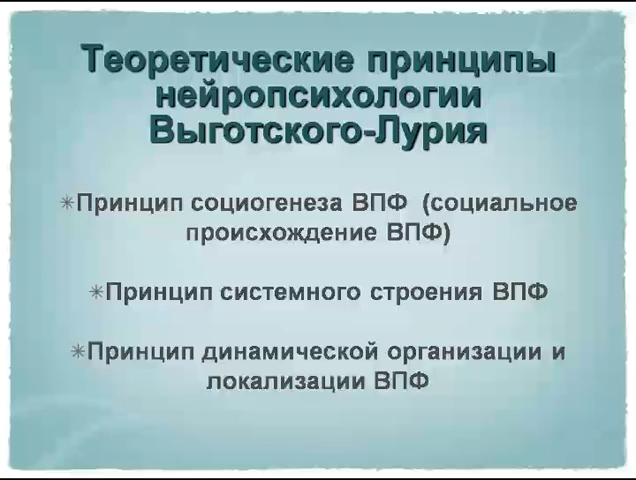 Теоретические принципы
нейропсихологии
Выготского-Лурия
✴Принцип социогенеза ВПФ (социальное
происхождение ВПФ)
✴Принцип системного строения ВПФ
✴Принцип динамической организации и
локализации ВПФ